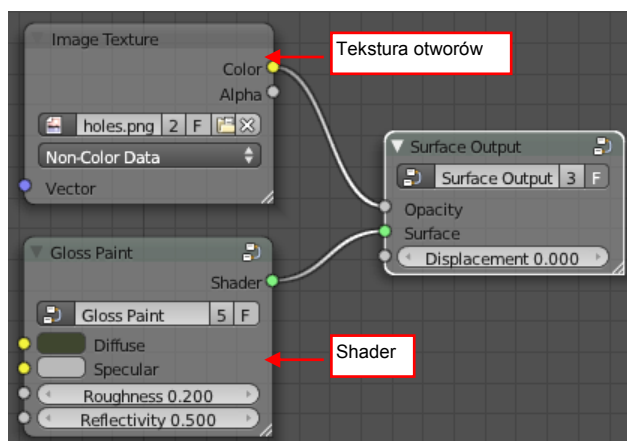 Image Texture
Color
Alpha
holes.png 2 F
Non-Color Data
Vector
Tekstura otworów
Surface Output
Surface Output 3 F
Opacity
Surface
Displacement 0.000
Gloss Paint
Shader
Gloss Paint 5 F
Diffuse
Specular
Roughness 0.200
Reflectivity 0.500
Shader